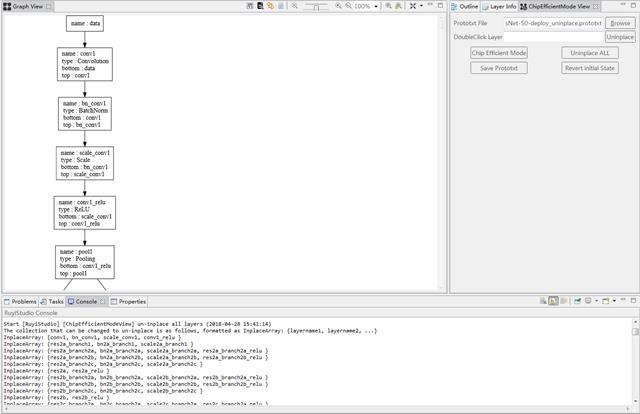 Graph View
100%
name : data
name : conv1
type : Convolution
bottom : data
top : conv1
name : bn_conv1
type : BatchNorm
bottom : conv1
top : bn_conv1
name : scale_conv1
type : Scale
bottom : bn_conv1
top : scale_conv1
name : conv1_relu
type : ReLU
bottom : scale_conv1
top : conv1_relu
name : pool1
type : Pooling
bottom : conv1_relu
top : pool1
Outline Layer Info ChipEfficientMode View
Prototxt File sNet-50-deploy_uninplace.prototxt Browse
DoubleClick Layer Uninplace
Chip Efficient Mode Uninplace ALL
Save Prototxt Revert Initial State
Problems Tasks Console Properties
RuyiStudio Console
Start [RuyiStudio] [ChipEfficientModeView] un-inplace all layers (2018-04-28 15:41:14)
The collection that can be changed to un-inplace is as follows, formatted as InplaceArray: {layername1, layername2, ...}
InplaceArray: {conv1, bn_conv1, scale_conv1, conv1_relu }
InplaceArray: {res2a_branch1, bn2a_branch1, scale2a_branch1 }
InplaceArray: {res2a_branch2a, bn2a_branch2a, scale2a_branch2a, res2a_branch2a_relu }
InplaceArray: {res2a_branch2b, bn2a_branch2b, scale2a_branch2b, res2a_branch2b_relu }
InplaceArray: {res2a_branch2c, bn2a_branch2c, scale2a_branch2c }
InplaceArray: {res2a, res2a_relu }
InplaceArray: {res2b_branch2a, bn2b_branch2a, scale2b_branch2a, res2b_branch2a_relu }
InplaceArray: {res2b_branch2b, bn2b_branch2b, scale2b_branch2b, res2b_branch2b_relu }
InplaceArray: {res2b_branch2c, bn2b_branch2c, scale2b_branch2c }
InplaceArray: {res2b, res2b_relu }
InplaceArray: {res2c_branch2a, bn2c_branch2a, scale2c_branch2a, res2c_branch2a_relu }